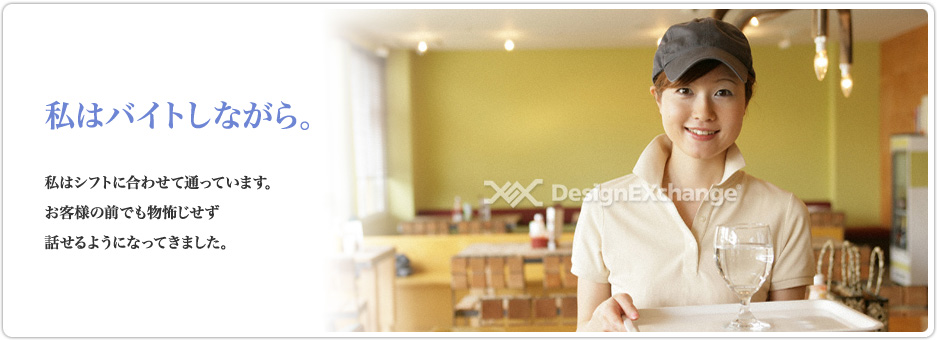 私はバイトしながら。
私はシフトに合わせて通っています。
お客様の前でも物怖じせず
話せるようになってきました。
DesignEXchange